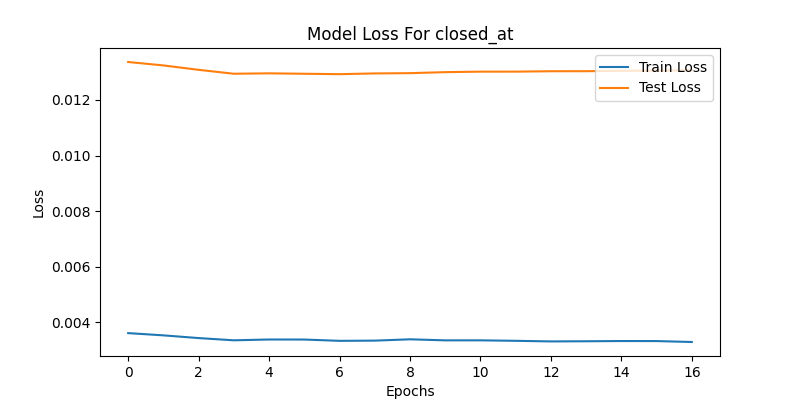 Model Loss For closed_at
Train Loss
Test Loss
0.012
0.010
0.008
0.006
0.004
Loss
0 2 4 6 8 10 12 14 16
Epochs